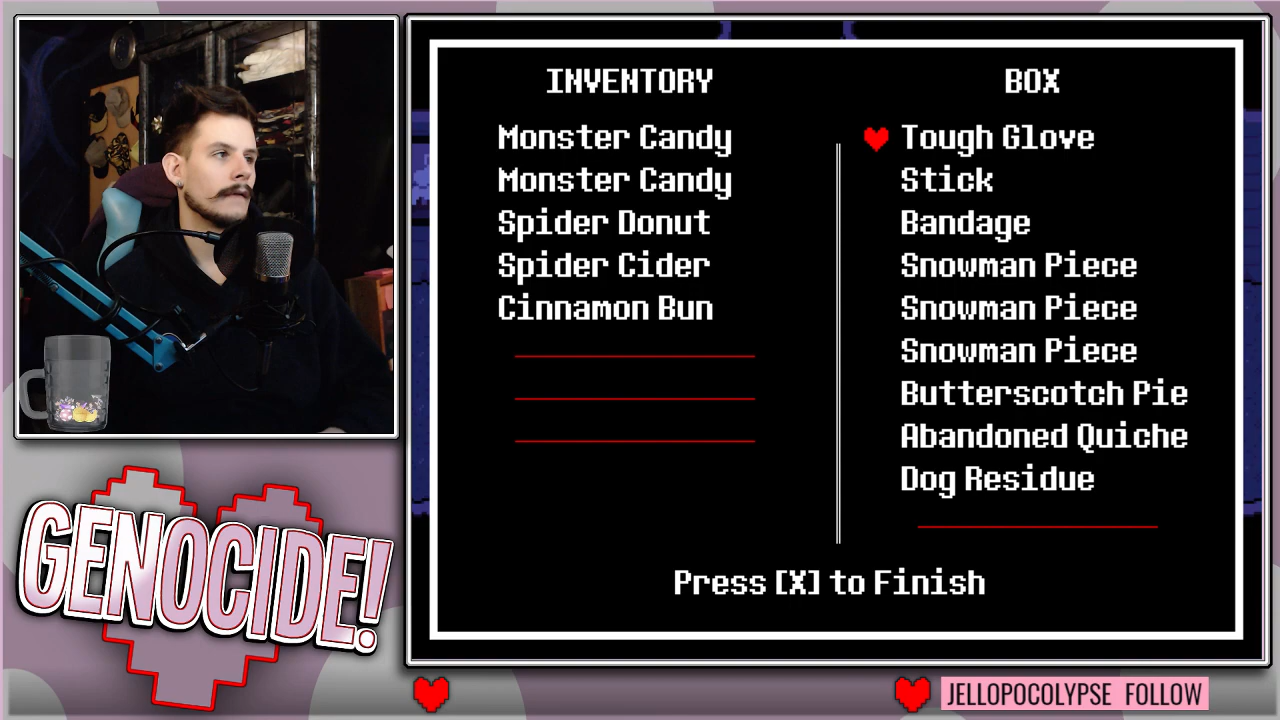 INVENTORY
Monster Candy
Monster Candy
Spider Donut
Spider Cider
Cinnamon Bun
BOX
Tough Glove
Stick
Bandage
Snowman Piece
Snowman Piece
Snowman Piece
Butterscotch Pie
Abandoned Quiche
Dog Residue
Press [X] to Finish
GENOCIDE!
JELLOPOCOLYPSE FOLLOW